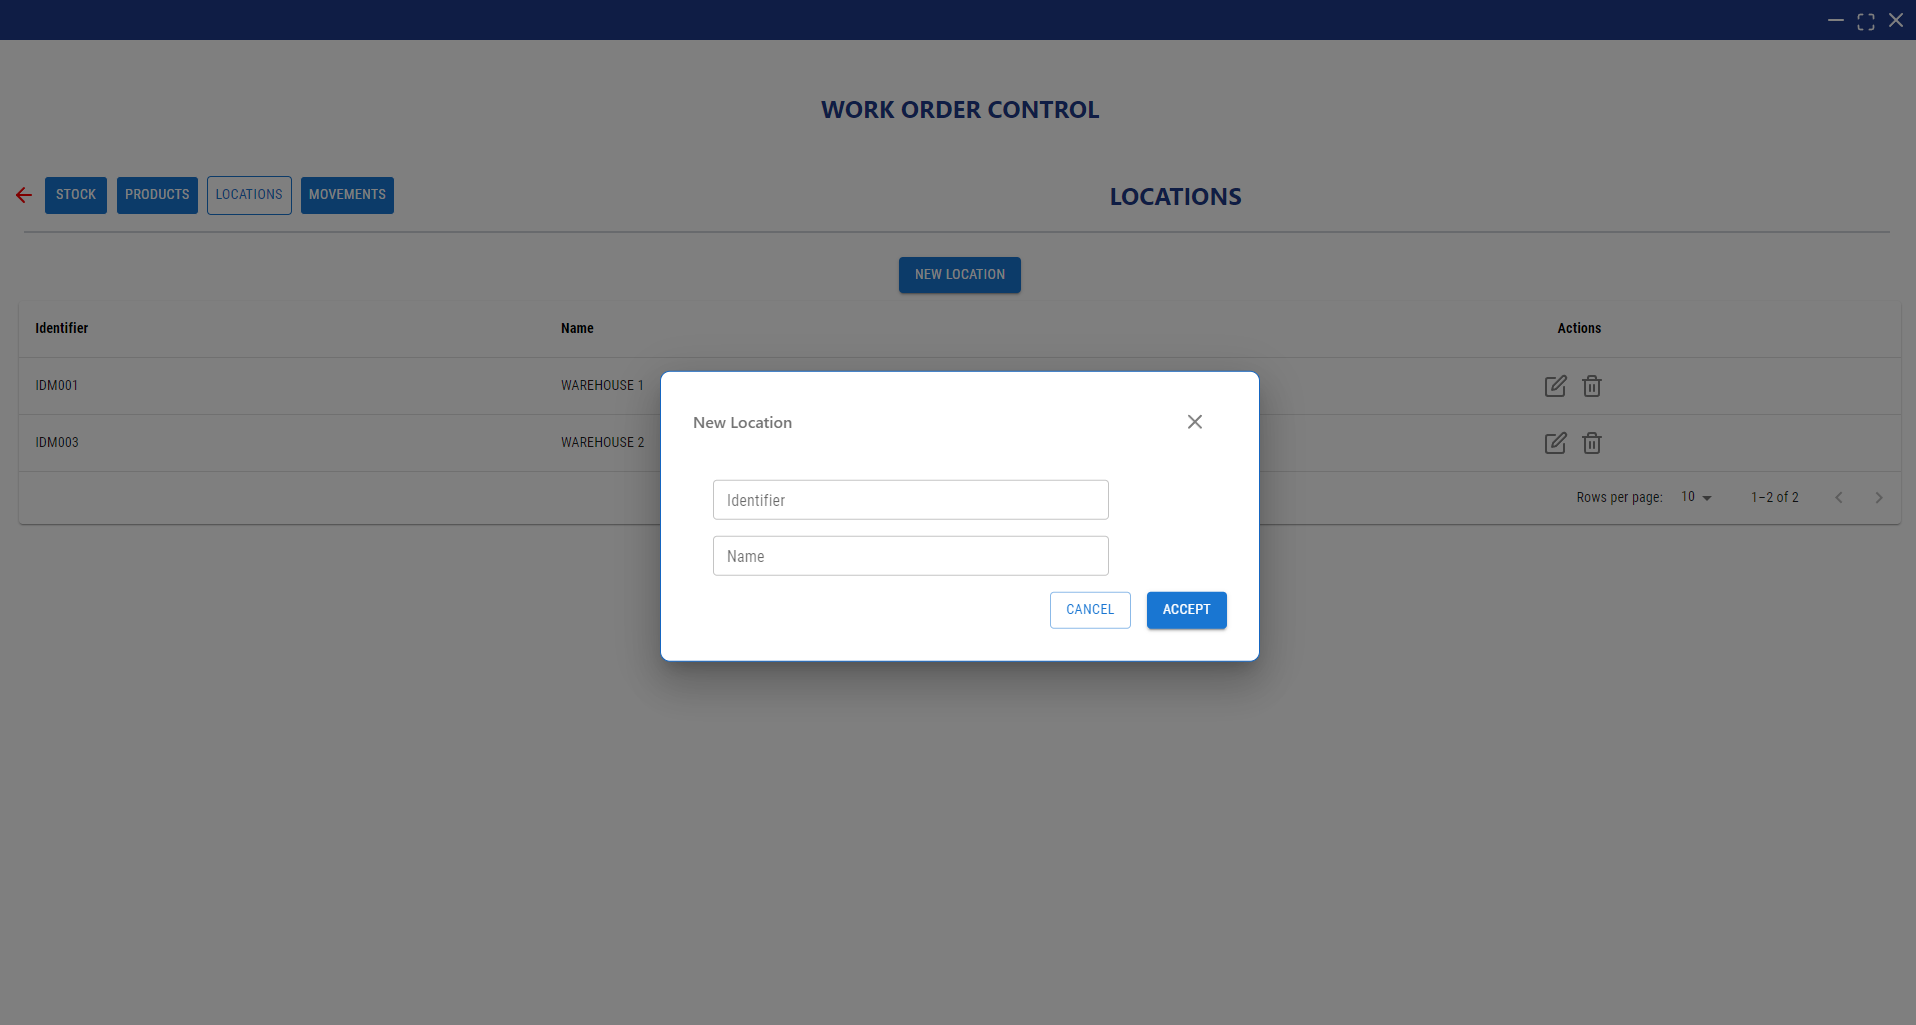 WORK ORDER CONTROL
STOCK PRODUCTS LOCATIONS MOVEMENTS LOCATIONS
NEW LOCATION
Identifier Name Actions
IDM001 WAREHOUSE 1
IDM003 WAREHOUSE 2
Rows per page: 10 1–2 of 2
New Location
Identifier
Name
CANCEL ACCEPT